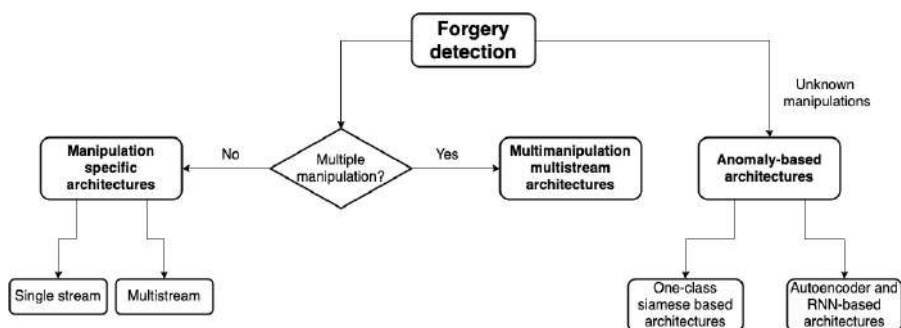 Forgery
detection
Unknown
manipulations
Manipulation
specific
architectures
No
Multiple
manipulation?
Yes
Multimanipulation
multistream
architectures
Anomaly-based
architectures
Single stream
Multistream
One-class
siamese based
architectures
Autoencoder and
RNN-based
architectures